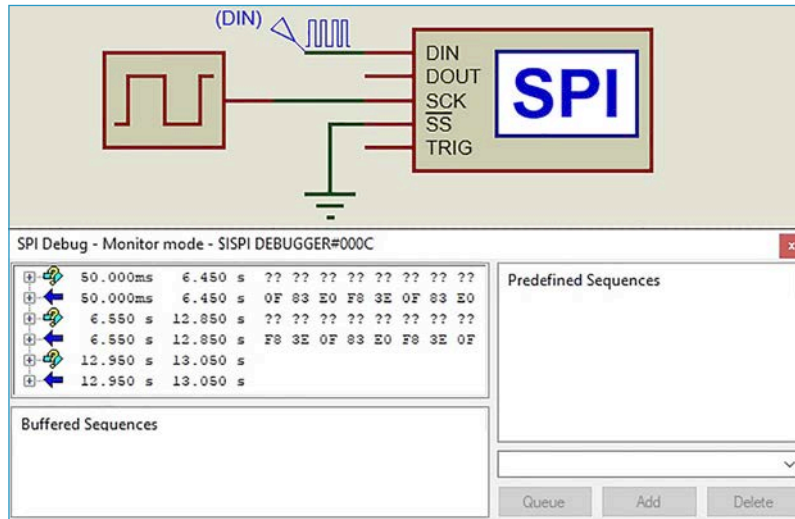 (DIN)
DIN
DOUT
SCK
SS
TRIG
SPI
SPI Debug - Monitor mode - $ISPI DEBUGGER#000C
x
50.000ms 6.450 s ?? ?? ?? ?? ?? ?? ?? ??
50.000ms 6.450 s 0F 83 E0 F8 3E 0F 83 E0
6.550 s 12.850 s ?? ?? ?? ?? ?? ?? ?? ??
6.550 s 12.850 s F8 3E 0F 83 E0 F8 3E 0F
12.950 s 13.050 s
12.950 s 13.050 s
Predefined Sequences
Buffered Sequences
Queue Add Delete